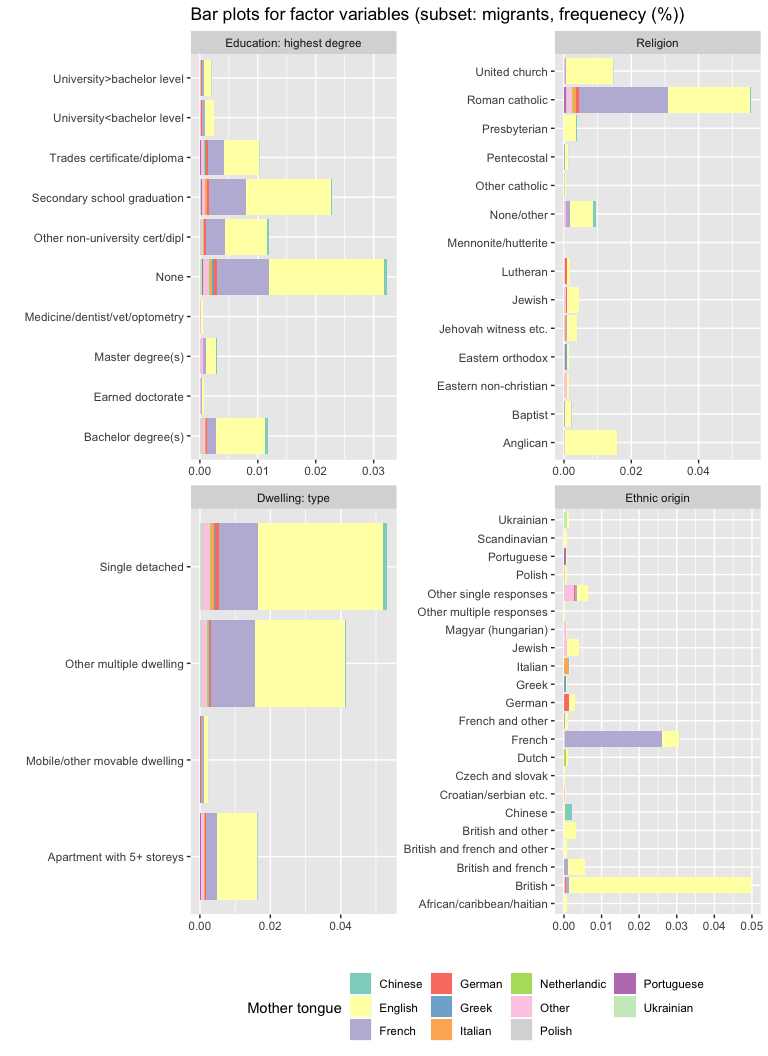 Bar plots for factor variables (subset: migrants, frequenecy (%))
Education: highest degree
University>bachelor level
University<bachelor level
Trades certificate/diploma
Secondary school graduation
Other non-university cert/dipl
None
Medicine/dentist/vet/optometry
Master degree(s)
Earned doctorate
Bachelor degree(s)
0.00 0.01 0.02 0.03
Religion
United church
Roman catholic
Presbyterian
Pentecostal
Other catholic
None/other
Mennonite/hutterite
Lutheran
Jewish
Jehovah witness etc.
Eastern orthodox
Eastern non-christian
Baptist
Anglican
0.00 0.02 0.04
Dwelling: type
Single detached
Other multiple dwelling
Mobile/other movable dwelling
Apartment with 5+ storeys
0.00 0.02 0.04
Ethnic origin
Ukrainian
Scandinavian
Portuguese
Polish
Other single responses
Other multiple responses
Magyar (hungarian)
Jewish
Italian
Greek
German
French and other
French
Dutch
Czech and slovak
Croatian/serbian etc.
Chinese
British and other
British and french and other
British and french
British
African/caribbean/haitian
0.00 0.01 0.02 0.03 0.04 0.05
Mother tongue
Chinese German Netherlandic Portuguese
English Greek Other Ukrainian
French Italian Polish